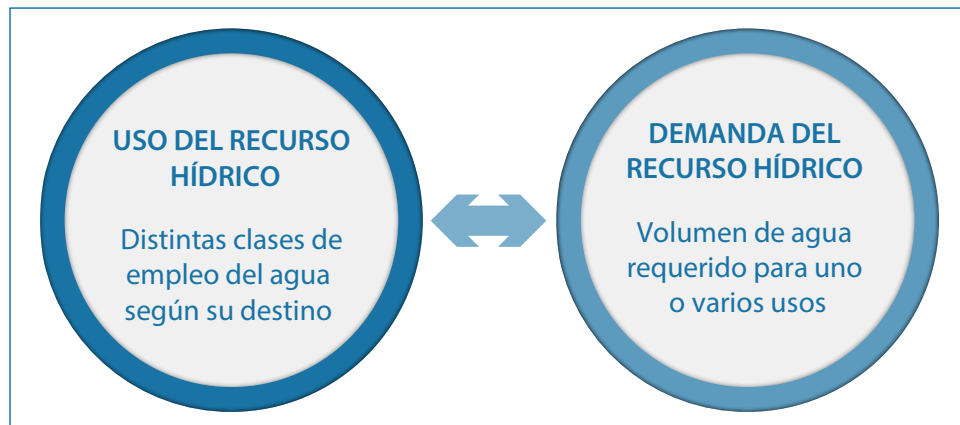 USO DEL RECURSO
HÍDRICO
Distintas clases de
empleo del agua
según su destino
DEMANDA DEL
RECURSO HÍDRICO
Volumen de agua
requerido para uno
o varios usos